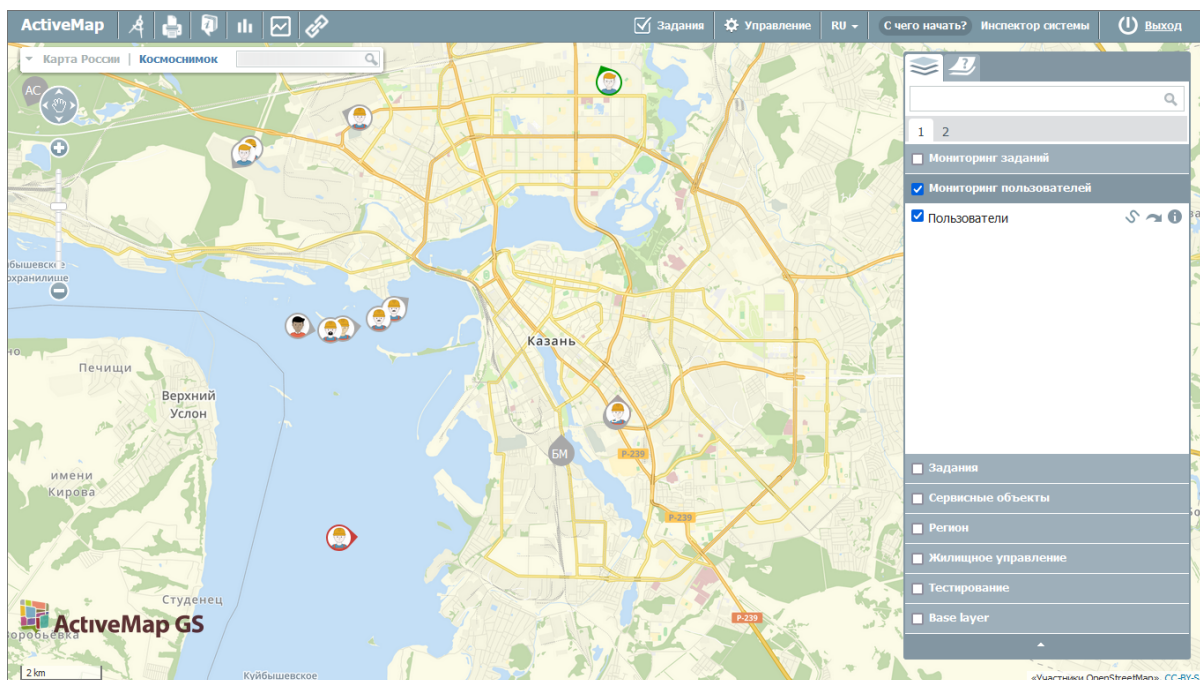 ActiveMap
Задания
Управление
RU
С чего начать?
Инспектор системы
Выход
Карта России | Космоснимок
АС
1 2
Мониторинг заданий
Мониторинг пользователей
Пользователи
Задания
Сервисные объекты
Регион
Жилищное управление
Тестирование
Base layer
Казань
Печищи
Верхний
Услон
БМ
Р-239
имени
Кирова
Р-239
Студенец
Р-239
ActiveMap GS
2 km
Куйбышевское
«Участники OpenStreetMap», CC-BY-S